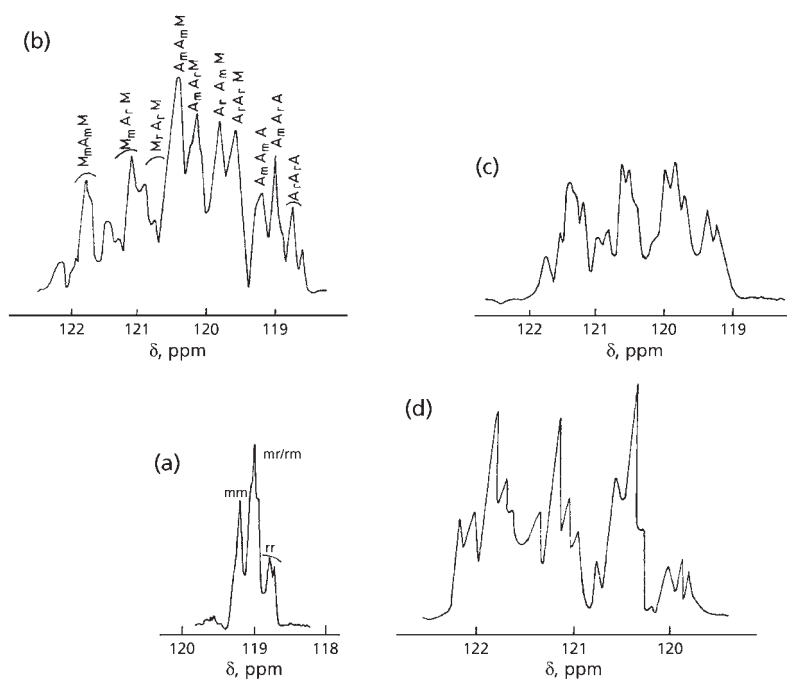 (b)
MmAmM
MmArM
MrArM
AmAmM
AmArM
ArAmM
ArArM
AmAmA
AmArA
ArArA
122 121 120 119
δ, ppm
(c)
122 121 120 119
δ, ppm
(a)
mm
mr/rm
rr
120 119 118
δ, ppm
(d)
122 121 120
δ, ppm